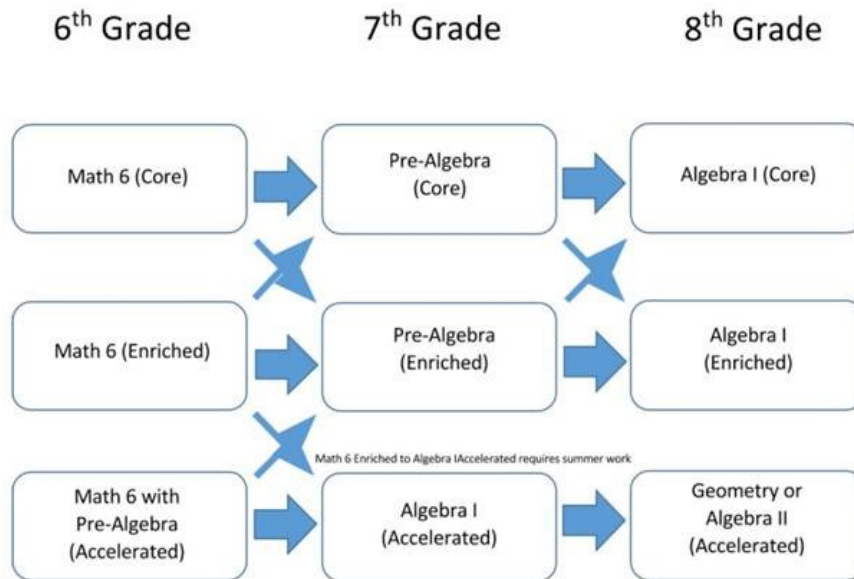 6th Grade
7th Grade
8th Grade
Math 6 (Core)
Pre-Algebra
(Core)
Algebra I (Core)
Math 6 (Enriched)
Pre-Algebra
(Enriched)
Algebra I
(Enriched)
Math 6 Enriched to Algebra IAccelerated requires summer work
Math 6 with
Pre-Algebra
(Accelerated)
Algebra I
(Accelerated)
Geometry or
Algebra II
(Accelerated)